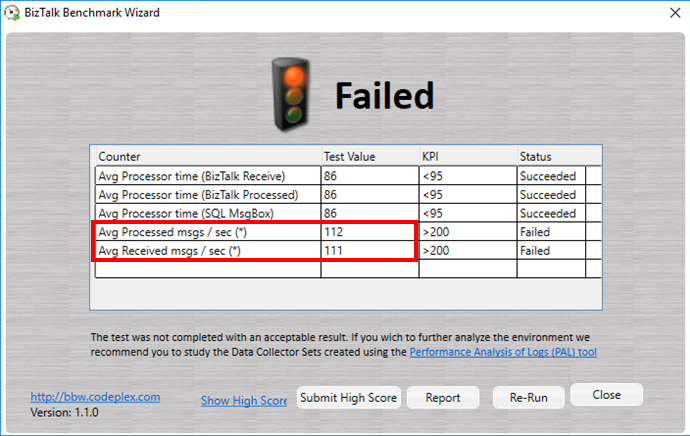 BizTalk Benchmark Wizard
Failed
Counter Test Value KPI Status
Avg Processor time (BizTalk Receive) 86 <95 Succeeded
Avg Processor time (BizTalk Processed) 86 <95 Succeeded
Avg Processor time (SQL MsgBox) 86 <95 Succeeded
Avg Processed msgs / sec (*) 112 >200 Failed
Avg Received msgs / sec (*) 111 >200 Failed
The test was not completed with an acceptable result. If you wich to further analyze the environment we
recommend you to study the Data Collector Sets created using the Performance Analysis of Logs (PAL) tool
http://bbw.codeplex.com
Version: 1.1.0
Show High Score
Submit High Score
Report
Re-Run
Close